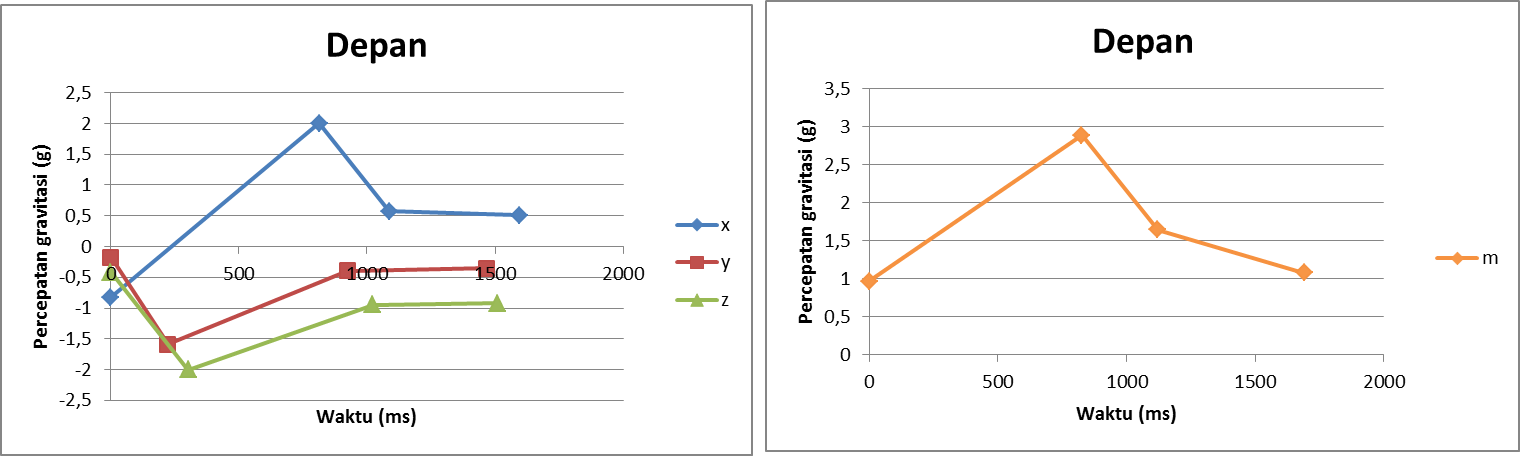 Depan
2,5
2
1,5
1
0,5
0
-0,5
-1
-1,5
-2
-2,5
0 500 1000 1500 2000
Percepatan gravitasi (g)
Waktu (ms)
x
y
z
Depan
3,5
3
2,5
2
1,5
1
0,5
0
0 500 1000 1500 2000
Percepatan gravitasi (g)
Waktu (ms)
m